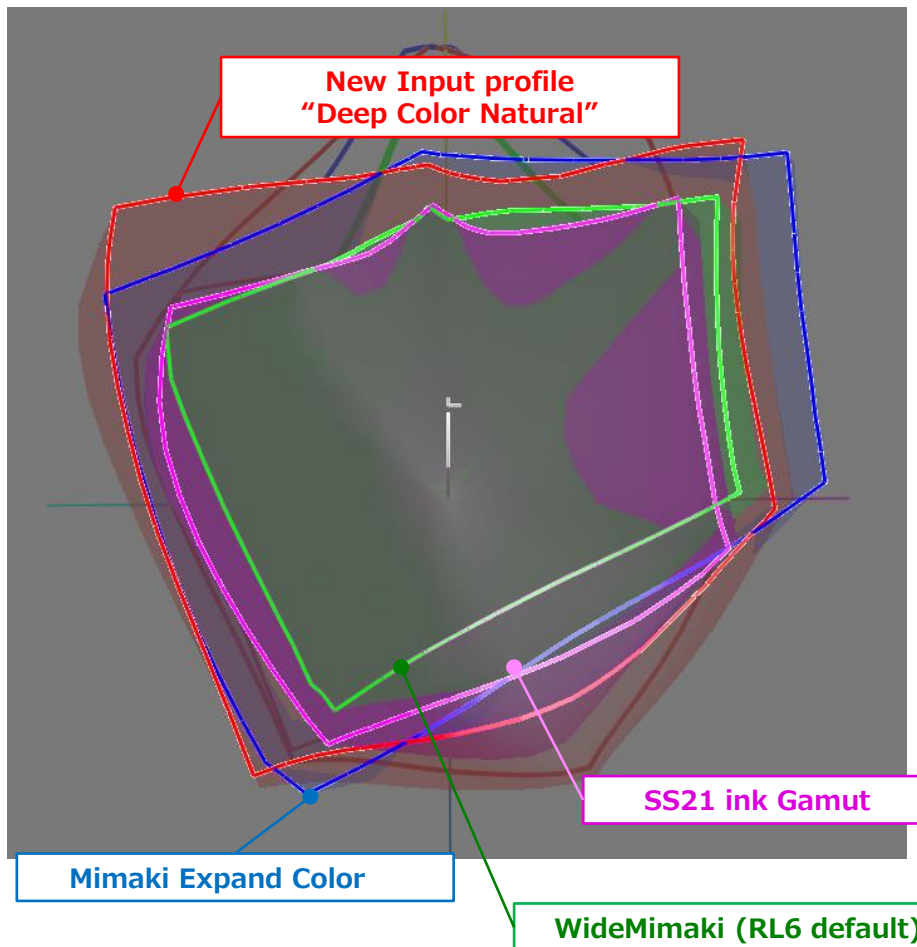 New Input profile
“Deep Color Natural”
L
SS21 ink Gamut
Mimaki Expand Color
WideMimaki (RL6 default)